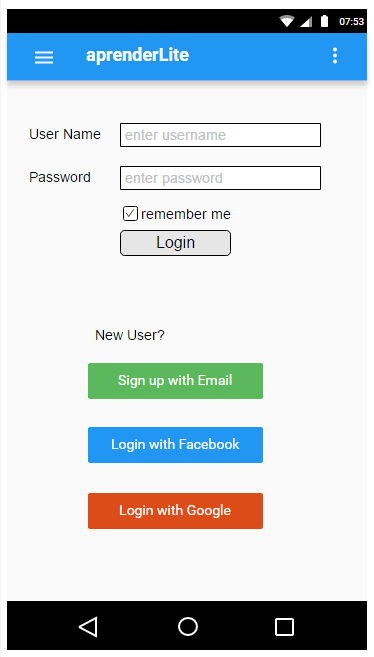 07:53
aprenderLite
User Name
enter username
Password
enter password
remember me
Login
New User?
Sign up with Email
Login with Facebook
Login with Google